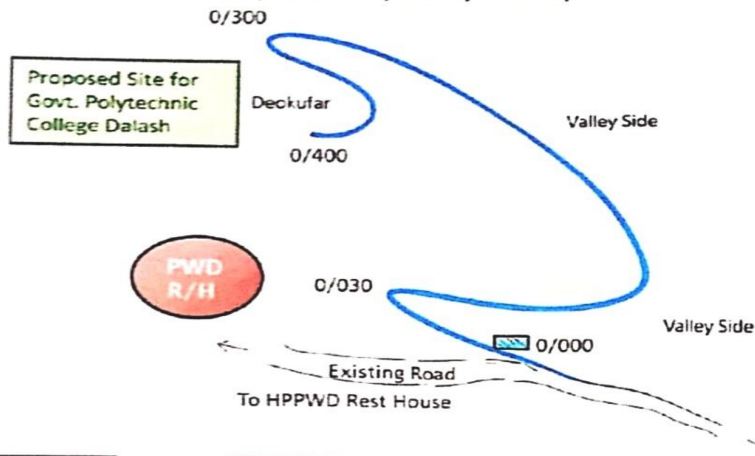 0/300
Proposed Site for
Govt. Polytechnic
College Dalash
Deokufar
Valley Side
0/400
PWD
R/H
0/030
Valley Side
0/000
Existing Road
To HPPWD Rest House